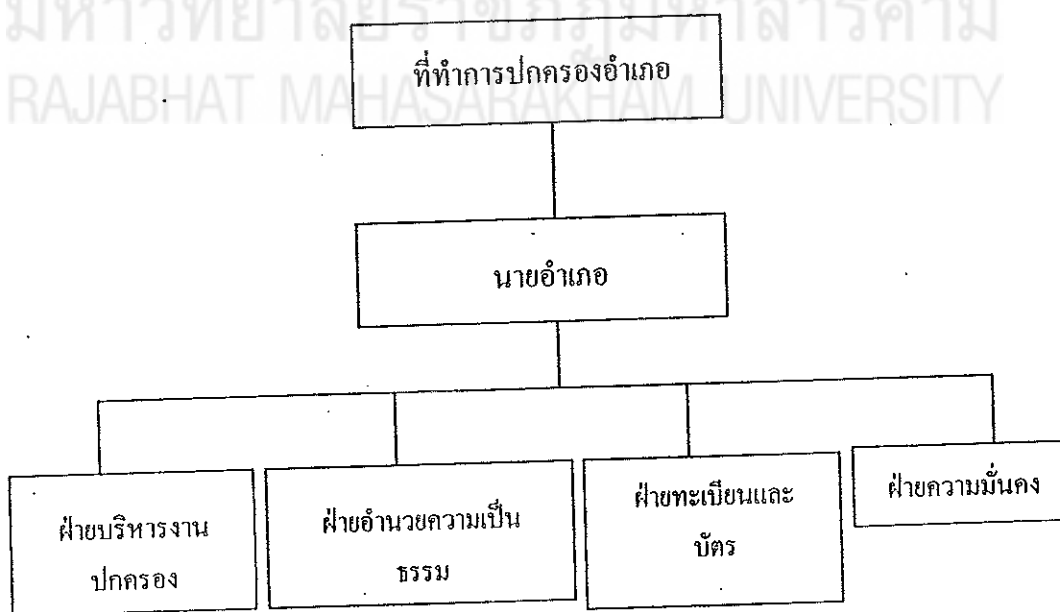 มหาวิทยาลัยราชภัฏมหาสารคาม
RAJABHAT MAHASARAKHAM UNIVERSITY
ที่ทำการปกครองอำเภอ
นายอำเภอ
ฝ่ายบริหารงาน
ปกครอง
ฝ่ายอำนวยความเป็น
ธรรม
ฝ่ายทะเบียนและ
บัตร
ฝ่ายความมั่นคง